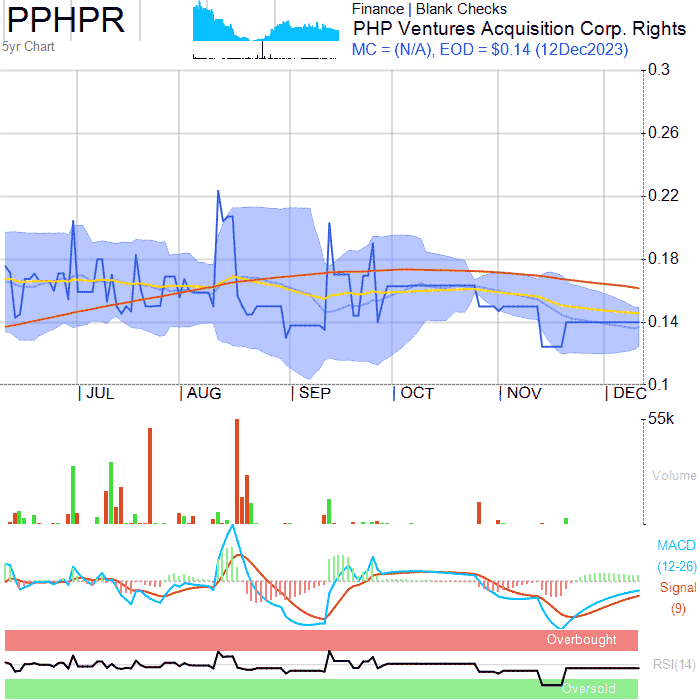 PPHPR
5yr Chart
Finance | Blank Checks
PHP Ventures Acquisition Corp. Rights
MC = (N/A), EOD = $0.14 (12Dec2023)
0.3
0.26
0.22
0.18
0.14
0.1
| JUL | AUG | SEP | OCT | NOV | DEC
55k
Volume
MACD
(12-26)
Signal
(9)
Overbought
RSI(14)
Oversold